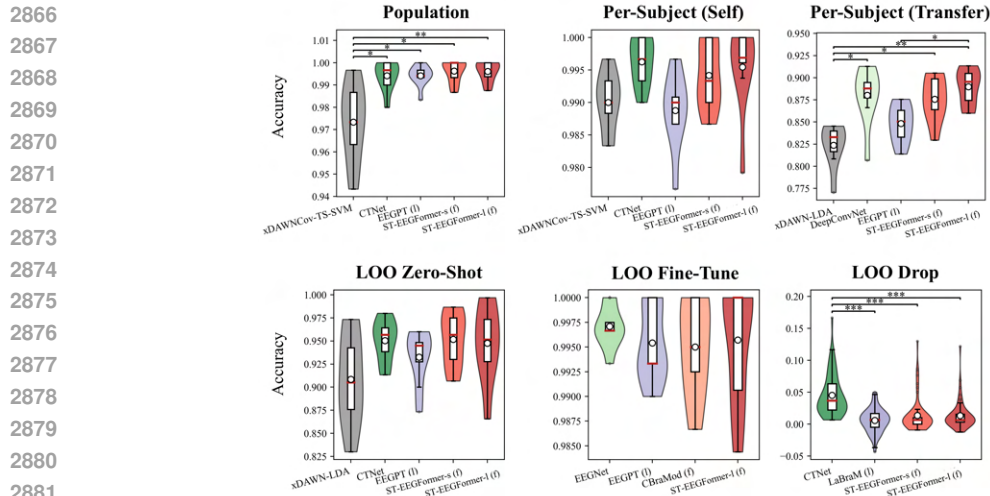 2866
2867
2868
2869
2870
2871
2872
2873
2874
2875
2876
2877
2878
2879
2880
2881
Population
Accuracy
1.01
1.00
0.99
0.98
0.97
0.96
0.95
0.94
*
*
*
**
xDAWNCov-TS-SVM
CTNet
EEGPT (l)
ST-EEGFormer-s (f)
ST-EEGFormer-l (f)
Per-Subject (Self)
1.000
0.995
0.990
0.985
0.980
xDAWNCov-TS-SVM
CTNet
EEGPT (l)
ST-EEGFormer-s (f)
ST-EEGFormer-l (f)
Per-Subject (Transfer)
0.950
0.925
0.900
0.875
0.850
0.825
0.800
0.775
*
**
*
*
xDAWN-LDA
DeepConvNet
EEGPT (l)
ST-EEGFormer-s (f)
ST-EEGFormer-l (f)
LOO Zero-Shot
Accuracy
1.000
0.975
0.950
0.925
0.900
0.875
0.850
0.825
xDAWN-LDA
CTNet
EEGPT (l)
ST-EEGFormer-s (f)
ST-EEGFormer-l (f)
LOO Fine-Tune
1.0000
0.9975
0.9950
0.9925
0.9900
0.9875
0.9850
EEGNet
EEGPT (l)
CBraMod (f)
ST-EEGFormer-l (f)
LOO Drop
0.20
0.15
0.10
0.05
0.00
−0.05
***
***
***
CTNet
LaBraM (l)
ST-EEGFormer-s (f)
ST-EEGFormer-l (f)